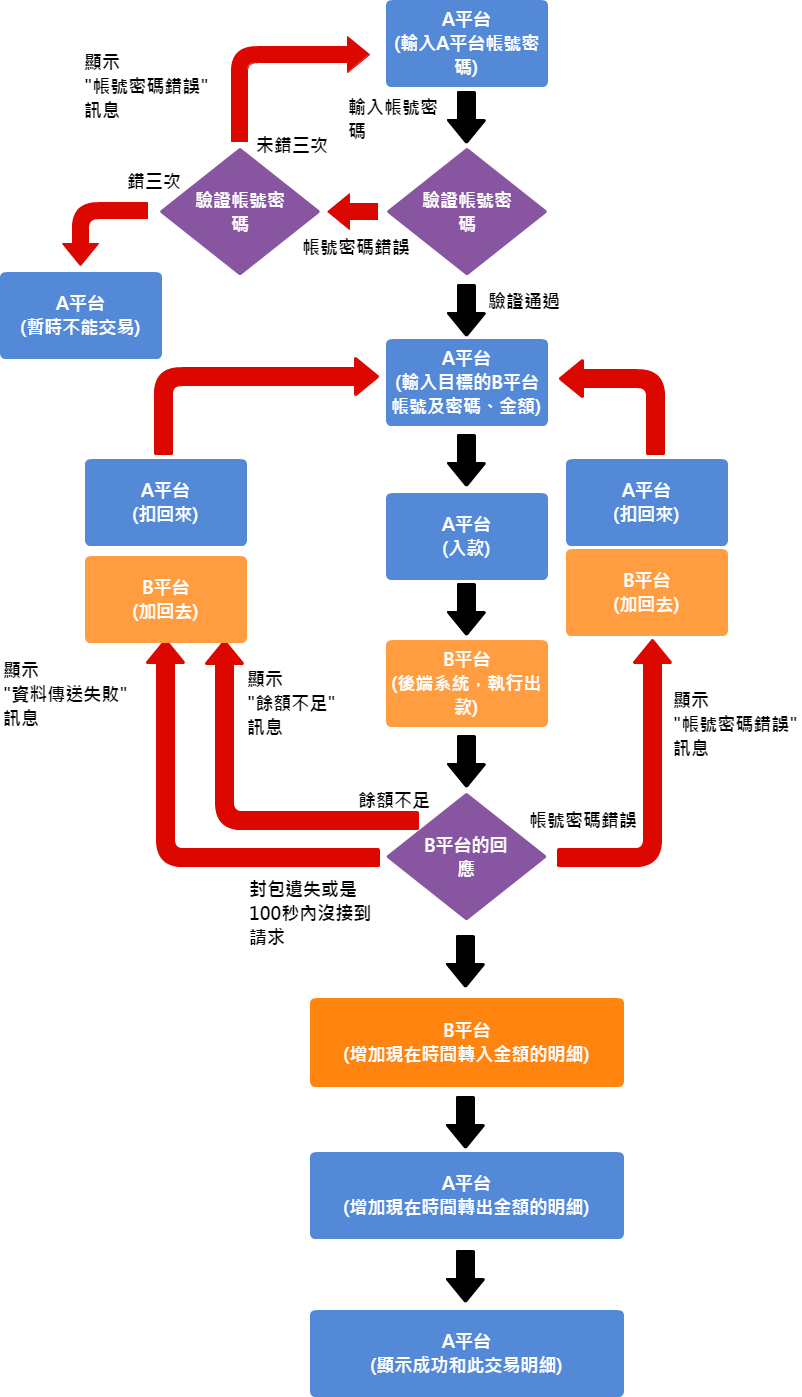 A平台
(輸入A平台帳號密
碼)
顯示
"帳號密碼錯誤"
訊息
輸入帳號密
碼
未錯三次
錯三次
驗證帳號密
碼
驗證帳號密
碼
帳號密碼錯誤
A平台
(暫時不能交易)
驗證通過
A平台
(輸入目標的B平台
帳號及密碼、金額)
A平台
(扣回來)
A平台
(入款)
A平台
(扣回來)
B平台
(加回去)
B平台
(加回去)
B平台
(後端系統，執行出
款)
顯示
"資料傳送失敗"
訊息
顯示
"餘額不足"
訊息
顯示
"帳號密碼錯誤"
訊息
餘額不足
帳號密碼錯誤
B平台的回
應
封包遺失或是
100秒內沒接到
請求
B平台
(增加現在時間轉入金額的明細)
A平台
(增加現在時間轉出金額的明細)
A平台
(顯示成功和此交易明細)